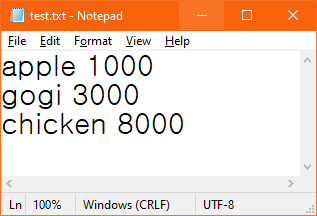 test.txt - Notepad
File Edit Format View Help
apple 1000
gogi 3000
chicken 8000
Ln 100% Windows (CRLF) UTF-8